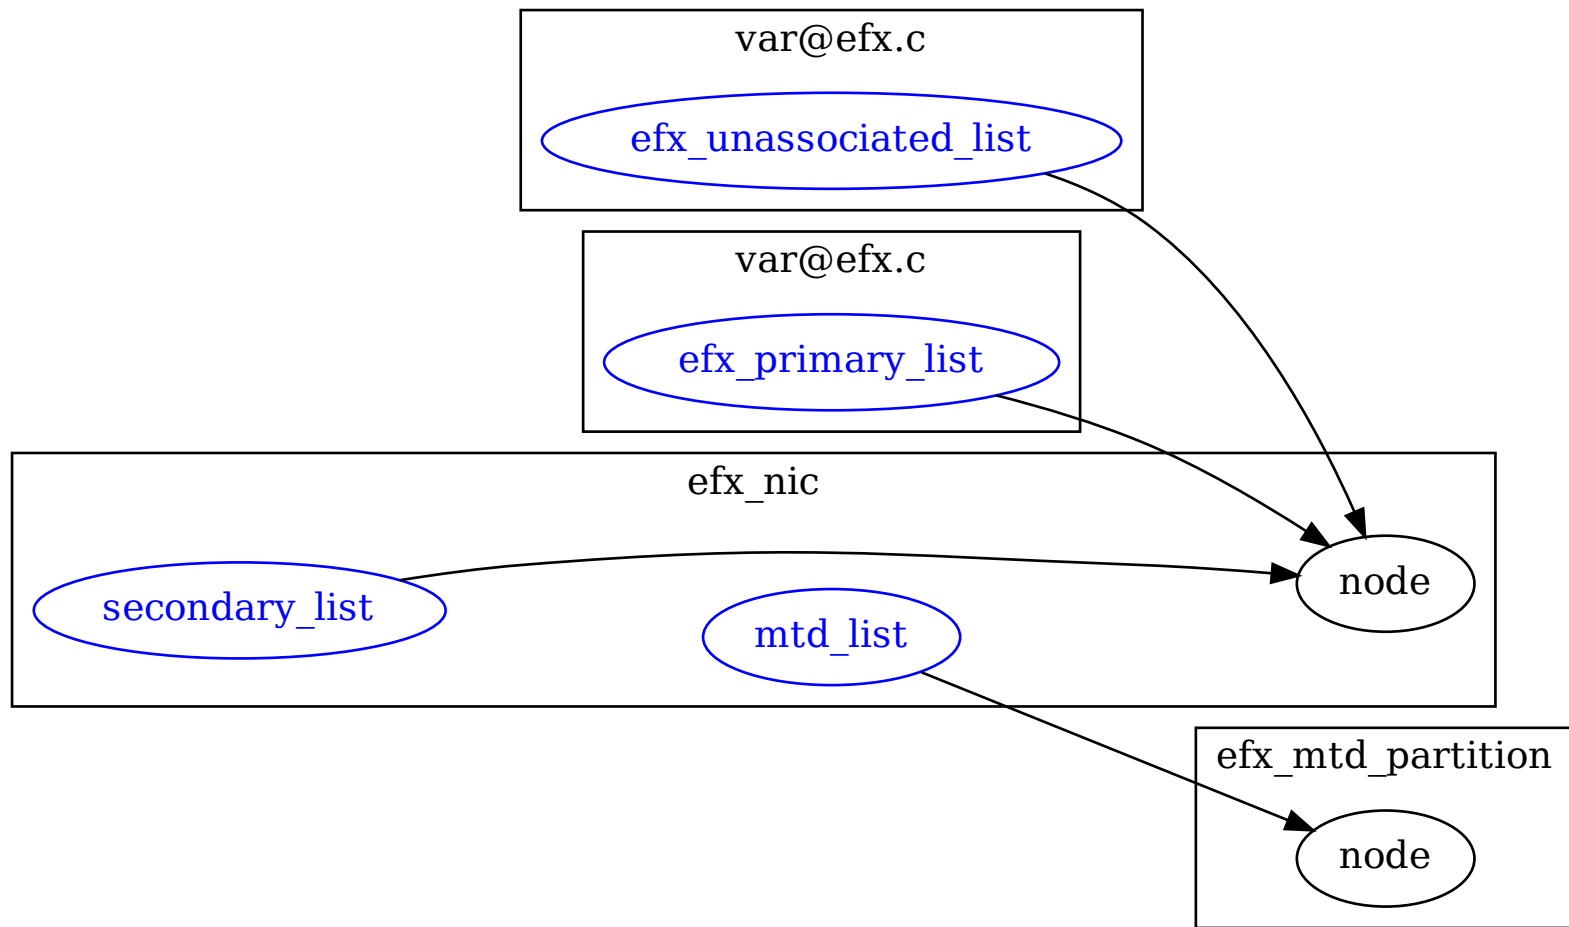 var@efx.c
efx_unassociated_list
var@efx.c
efx_primary_list
efx_nic
secondary_list
mtd_list
node
efx_mtd_partition
node